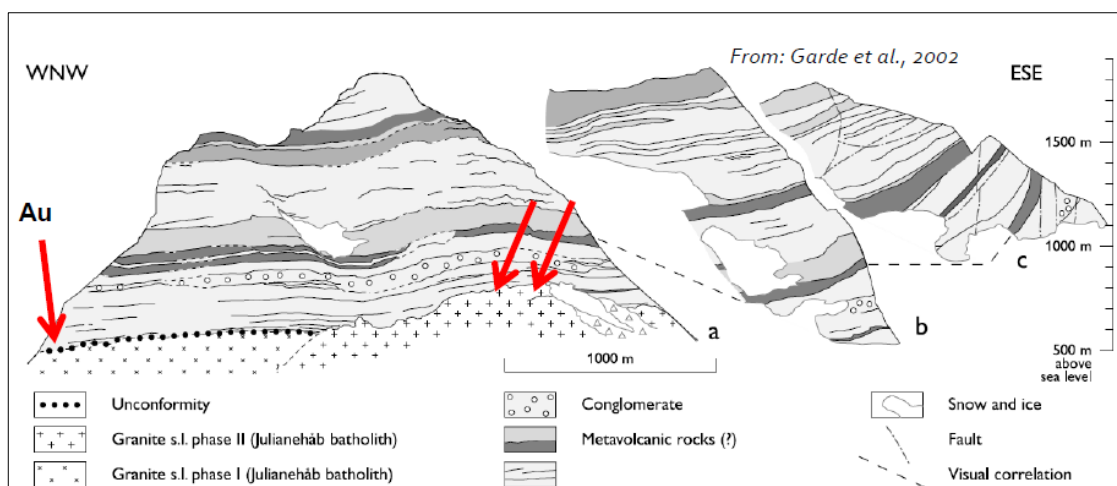 From: Garde et al., 2002
WNW
ESE
1500 m
Au
1000 m
c
a
b
1000 m
500 m
above
sea level
Unconformity
Conglomerate
Snow and ice
Granite s.l. phase II (Julianehåb batholith)
Metavolcanic rocks (?)
Fault
Granite s.l. phase I (Julianehåb batholith)
Visual correlation